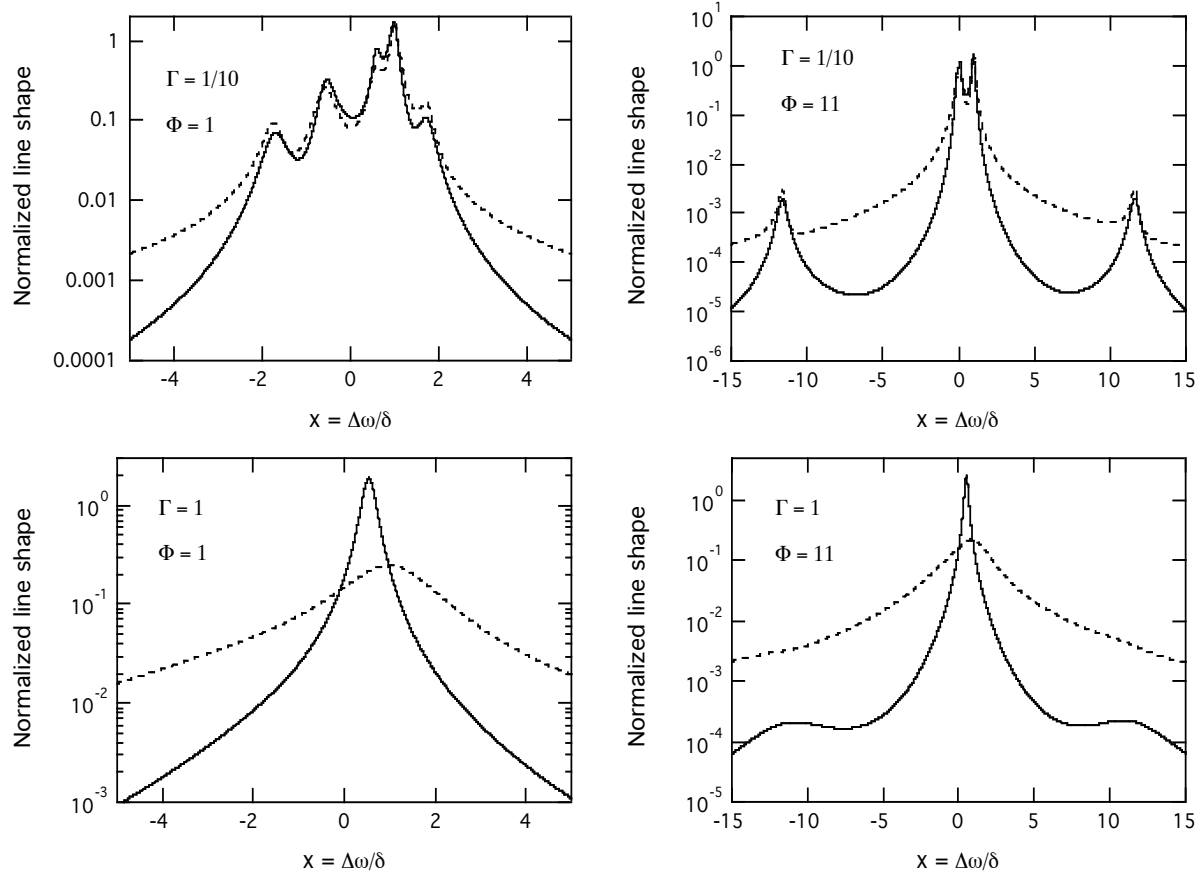 Normalized line shape
1
0.1
0.01
0.001
0.0001
Γ = 1/10
Φ = 1
-4 -2 0 2 4
x = Δω/δ
Normalized line shape
10^1
10^0
10^-1
10^-2
10^-3
10^-4
10^-5
10^-6
Γ = 1/10
Φ = 11
-15 -10 -5 0 5 10 15
x = Δω/δ
Normalized line shape
10^0
10^-1
10^-2
10^-3
Γ = 1
Φ = 1
-4 -2 0 2 4
x = Δω/δ
Normalized line shape
10^0
10^-1
10^-2
10^-3
10^-4
10^-5
Γ = 1
Φ = 11
-15 -10 -5 0 5 10 15
x = Δω/δ